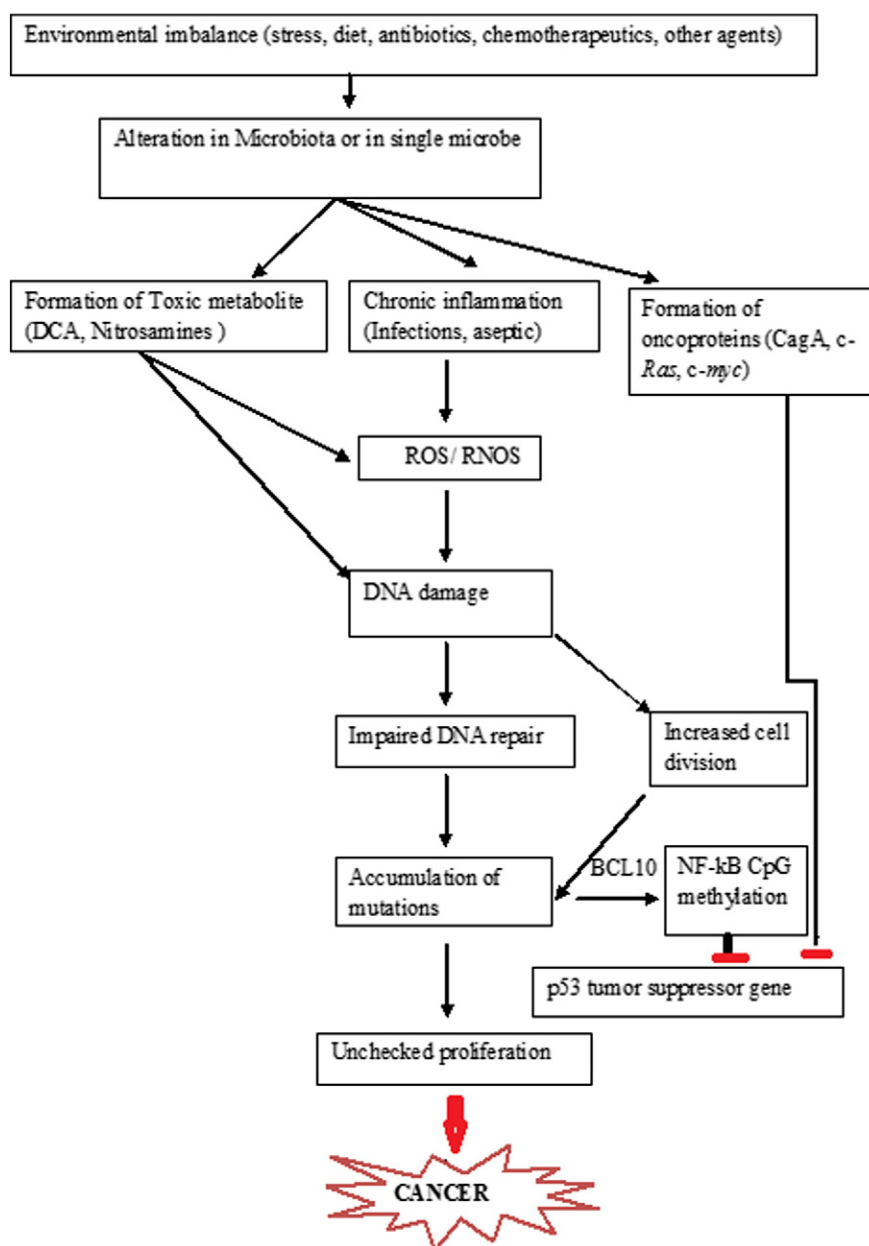 Environmental imbalance (stress, diet, antibiotics, chemotherapeutics, other agents)
Alteration in Microbiota or in single microbe
Formation of Toxic metabolite
(DCA, Nitrosamines )
Chronic inflammation
(Infections, aseptic)
Formation of
oncoproteins (CagA, c-
Ras, c-myc)
ROS/ RNOS
DNA damage
Impaired DNA repair
Increased cell
division
Accumulation of
mutations
BCL10
NF-kB CpG
methylation
p53 tumor suppressor gene
Unchecked proliferation
CANCER